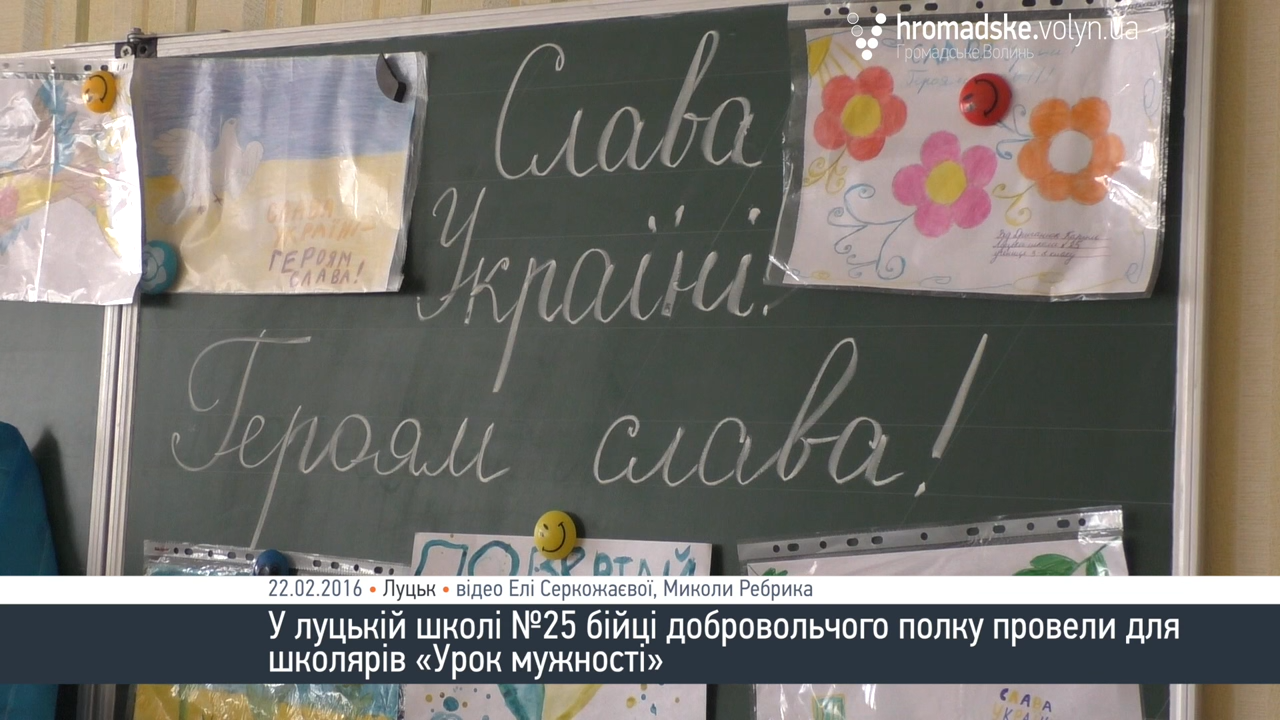 hromadske.volyn.ua
Громадське.Волинь
Слава
Україні!
Героям слава!
СЛАВА
УКРАЇНІ-
ГЕРОЯМ
СЛАВА!
22.02.2016 • Луцьк • відео Елі Серкожаєвої, Миколи Ребрика
У луцькій школі №25 бійці добровольчого полку провели для
школярів «Урок мужності»
СЛАВА